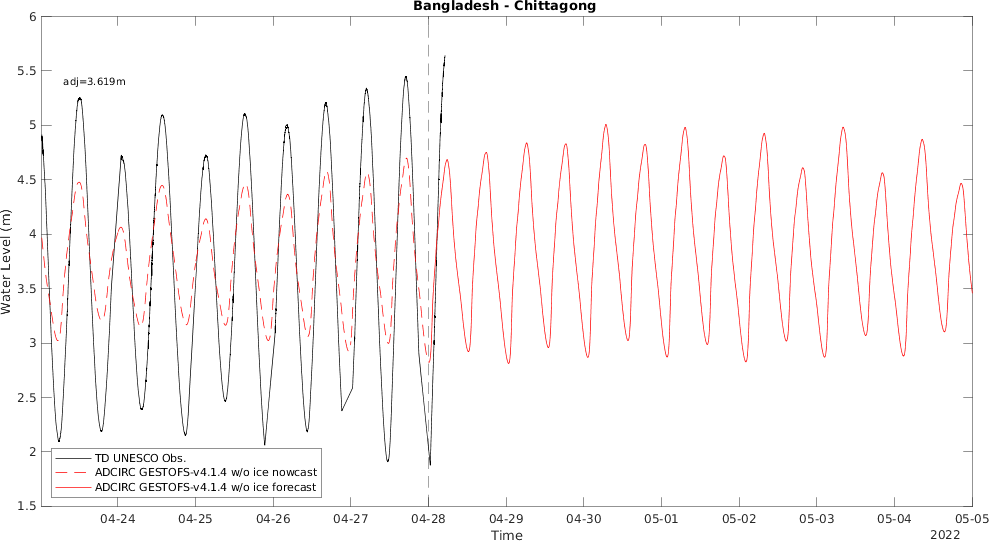 Bangladesh - Chittagong
adj=3.619m
Water Level (m)
6
5.5
5
4.5
4
3.5
3
2.5
2
1.5
TD UNESCO Obs.
ADCIRC GESTOFS-v4.1.4 w/o ice nowcast
ADCIRC GESTOFS-v4.1.4 w/o ice forecast
04-24 04-25 04-26 04-27 04-28 04-29 04-30 05-01 05-02 05-03 05-04 05-05
Time
2022